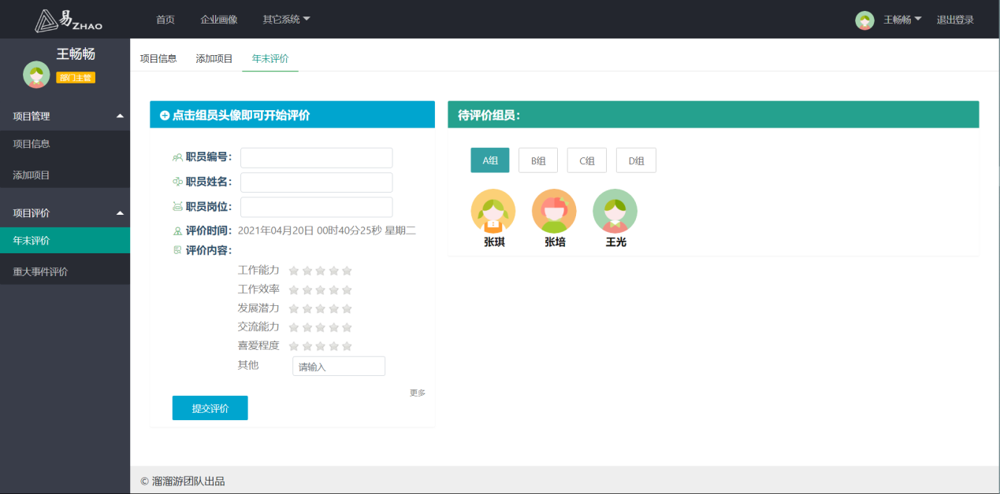 易ZHAO
首页
企业画像
其它系统
王畅畅
退出登录
王畅畅
部门主管
项目管理
项目信息
添加项目
项目评价
年末评价
重大事件评价
项目信息
添加项目
年末评价
点击组员头像即可开始评价
职员编号：
职员姓名：
职员岗位：
评价时间：2021年04月20日 00时40分25秒 星期二
评价内容：
工作能力
工作效率
发展潜力
交流能力
喜爱程度
其他 请输入
更多
提交评价
待评价组员：
A组
B组
C组
D组
张琪
张培
王光
© 溜溜游团队出品